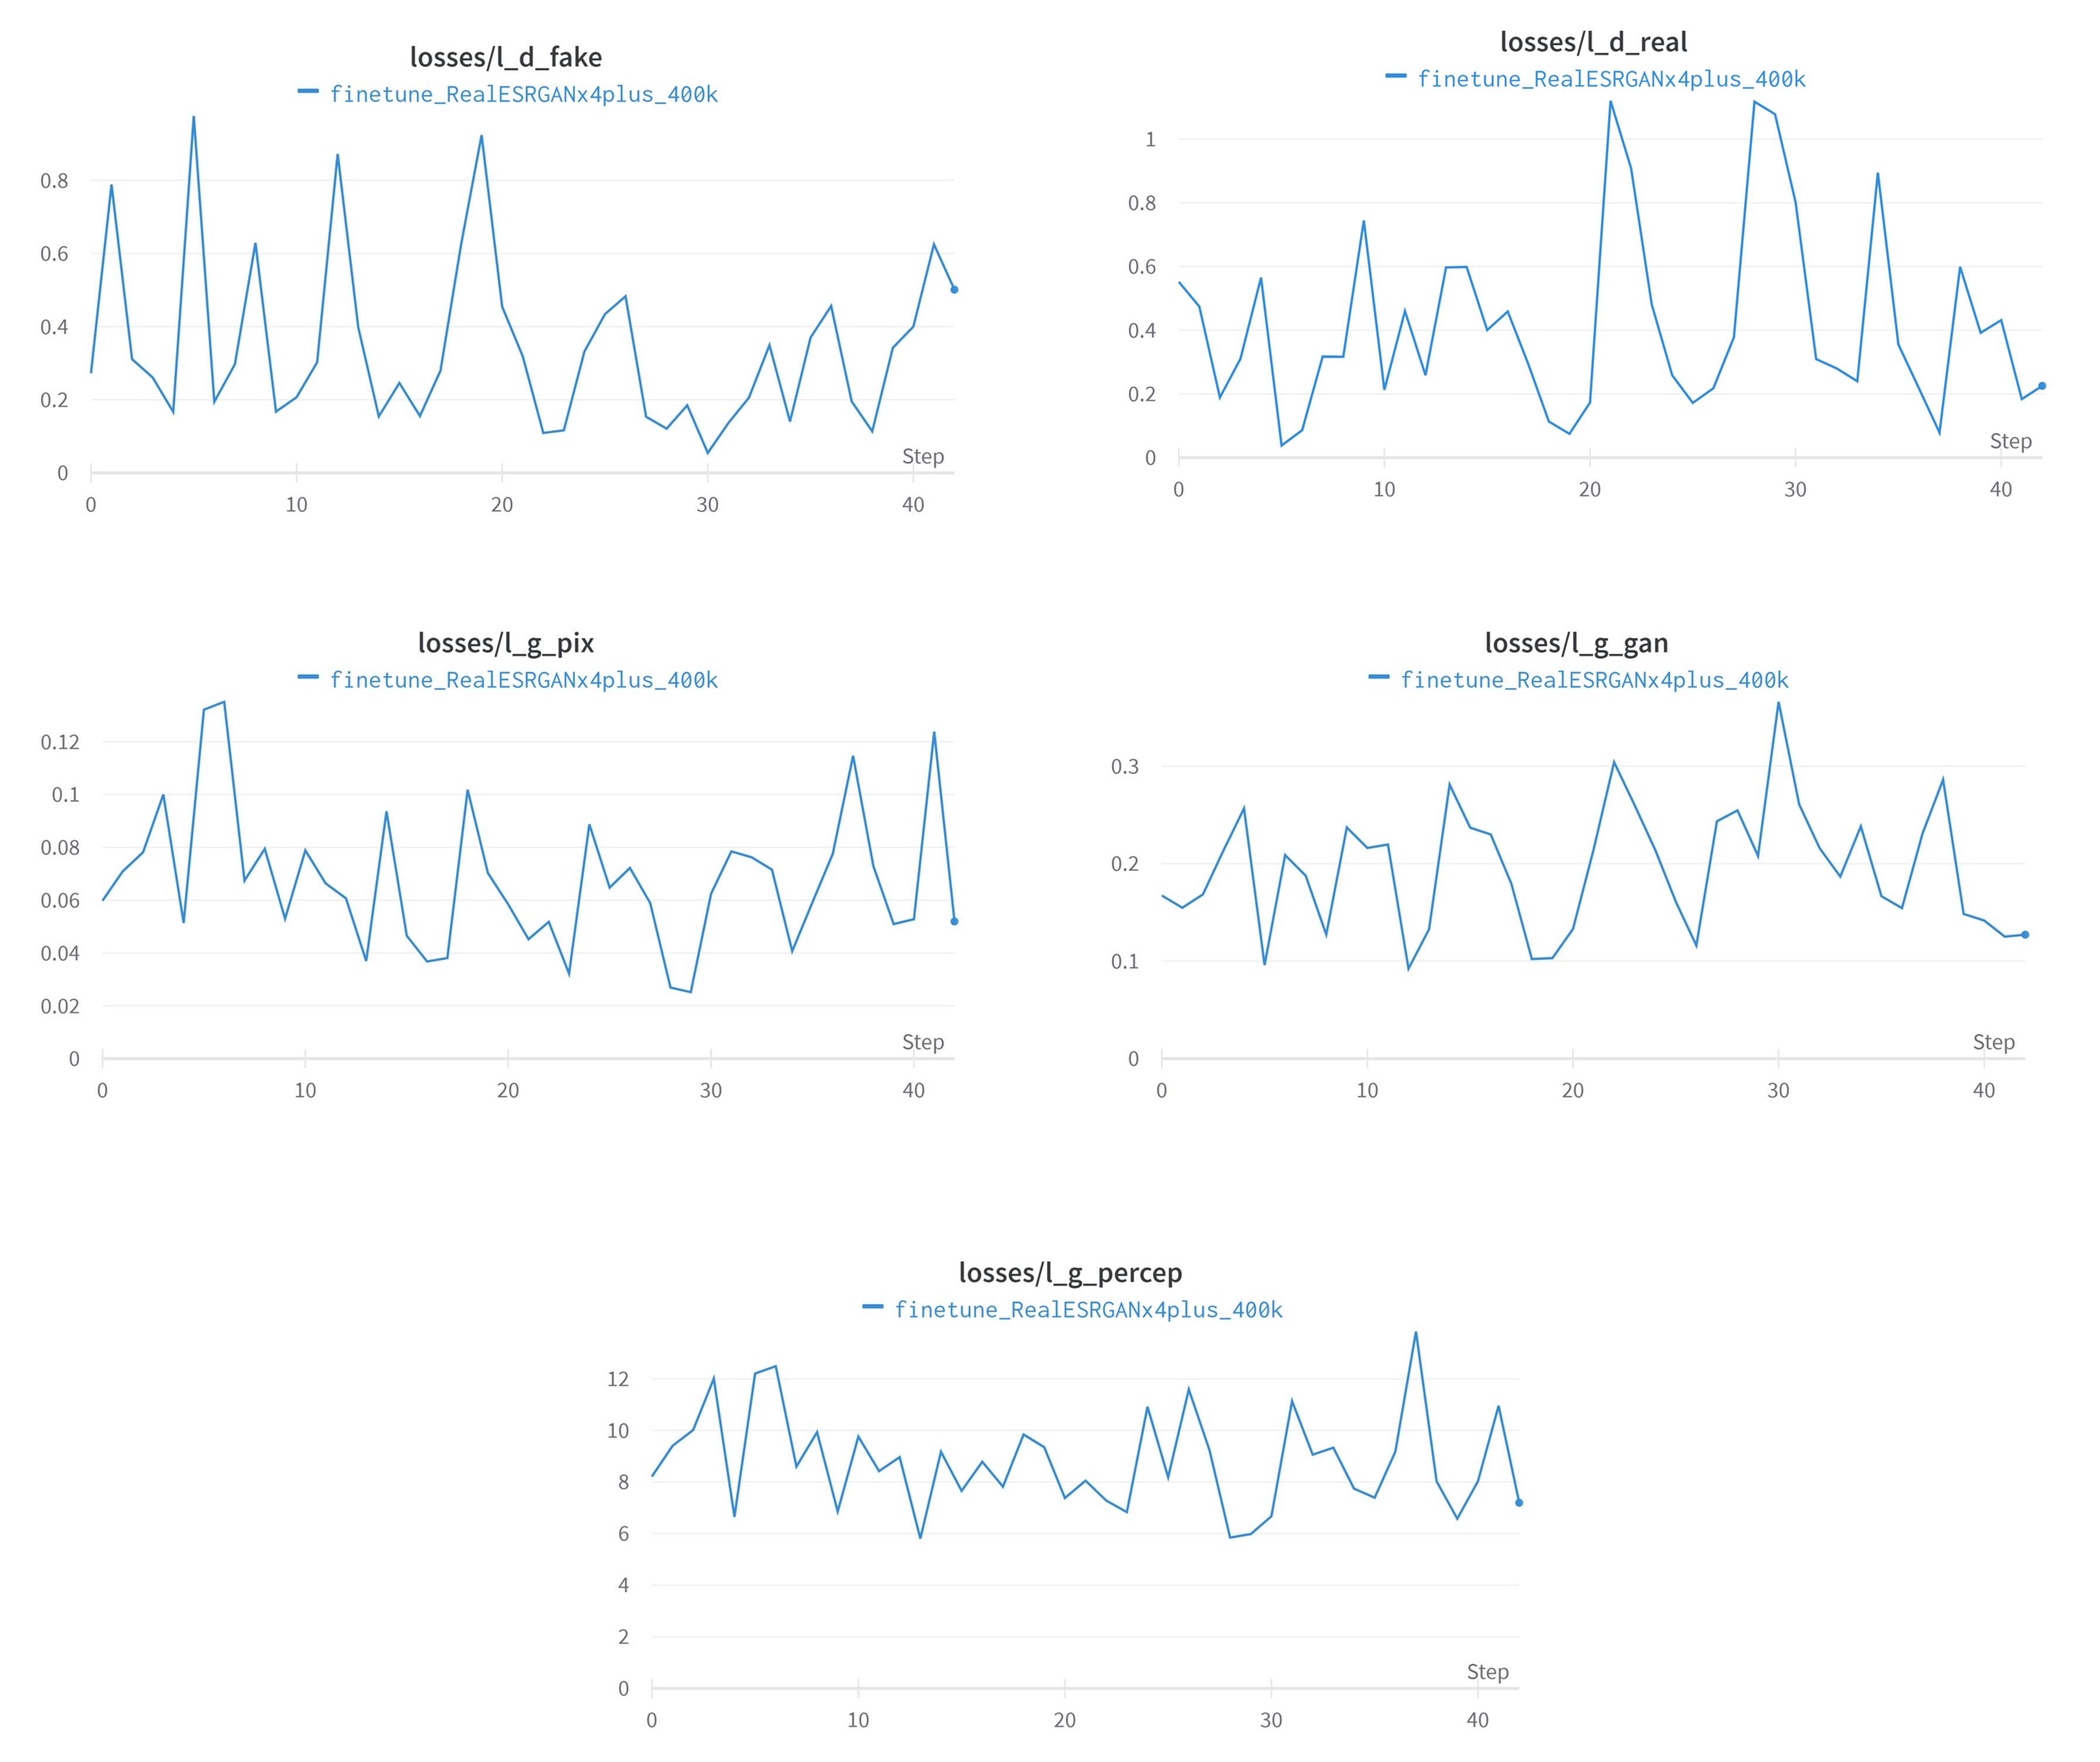 losses/l_d_fake
finetune_RealESRGANx4plus_400k
0.8
0.6
0.4
0.2
0
Step
0 10 20 30 40
losses/l_d_real
finetune_RealESRGANx4plus_400k
1
0.8
0.6
0.4
0.2
0
Step
0 10 20 30 40
losses/l_g_pix
finetune_RealESRGANx4plus_400k
0.12
0.1
0.08
0.06
0.04
0.02
0
Step
0 10 20 30 40
losses/l_g_gan
finetune_RealESRGANx4plus_400k
0.3
0.2
0.1
0
Step
0 10 20 30 40
losses/l_g_percep
finetune_RealESRGANx4plus_400k
12
10
8
6
4
2
0
Step
0 10 20 30 40